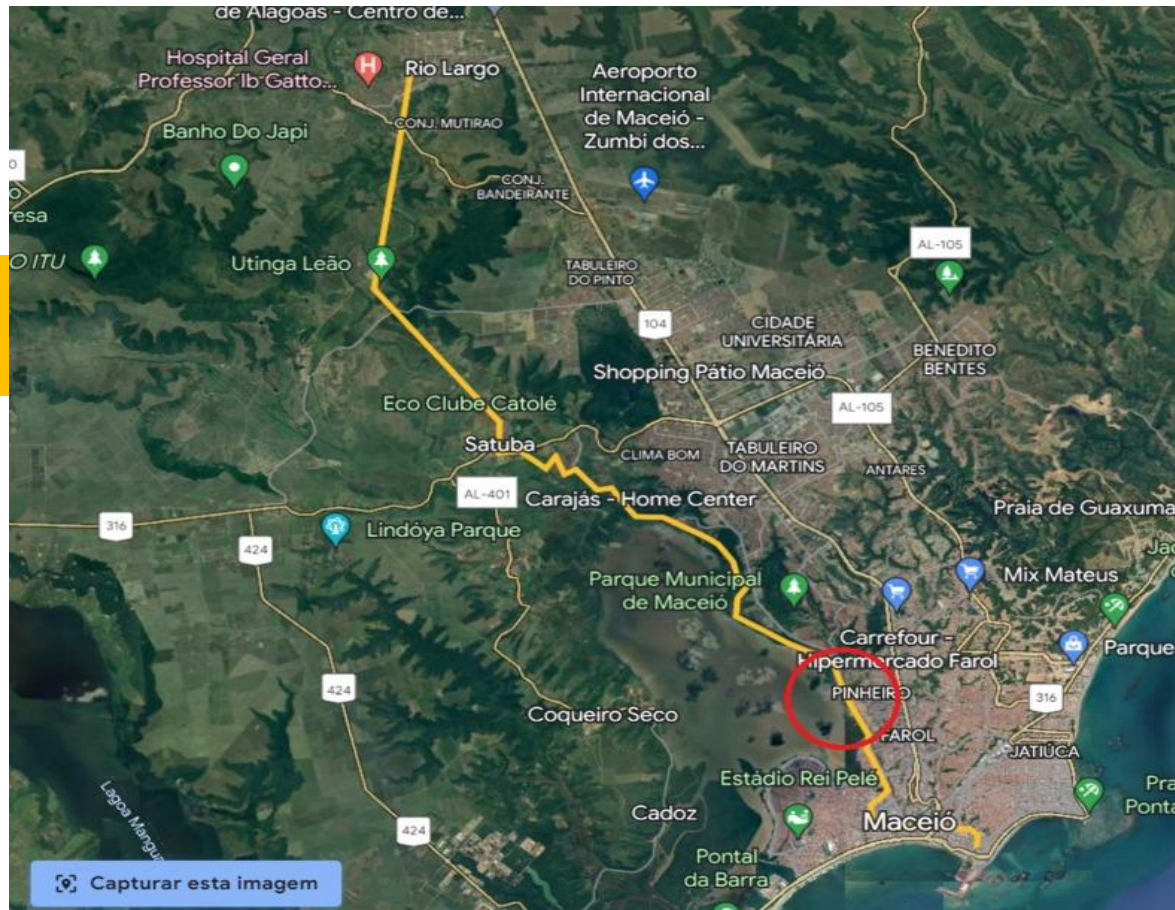 de Alagoas - Centro de...
Hospital Geral
Professor Ib Gatto...
Rio Largo
Aeroporto
Internacional
de Maceió -
Zumbi dos...
Banho Do Japi
CONJ. MUTIRAO
CONJ.
BANDEIRANTE
0
o
resa
O ITU
Utinga Leão
TABULEIRO
DO PINTO
AL-105
104
CIDADE
UNIVERSITÁRIA
BENEDITO
BENTES
Shopping Pátio Maceió
AL-105
Eco Clube Catolé
Satuba
CLIMA BOM
TABULEIRO
DO MARTINS
ANTARES
AL-401
Carajás - Home Center
Praia de Guaxuma
316
424
Lindóya Parque
Parque Municipal
de Maceió
Mix Mateus
Carrefour -
Hipermercado Farol
Parque
424
PINHEIRO
316
Coqueiro Seco
FAROL
JATIÚCA
Estádio Rei Pelé
Pra
Ponta
Lagoa Mangu
Cadoz
424
Maceió
Pontal
da Barra
Capturar esta imagem